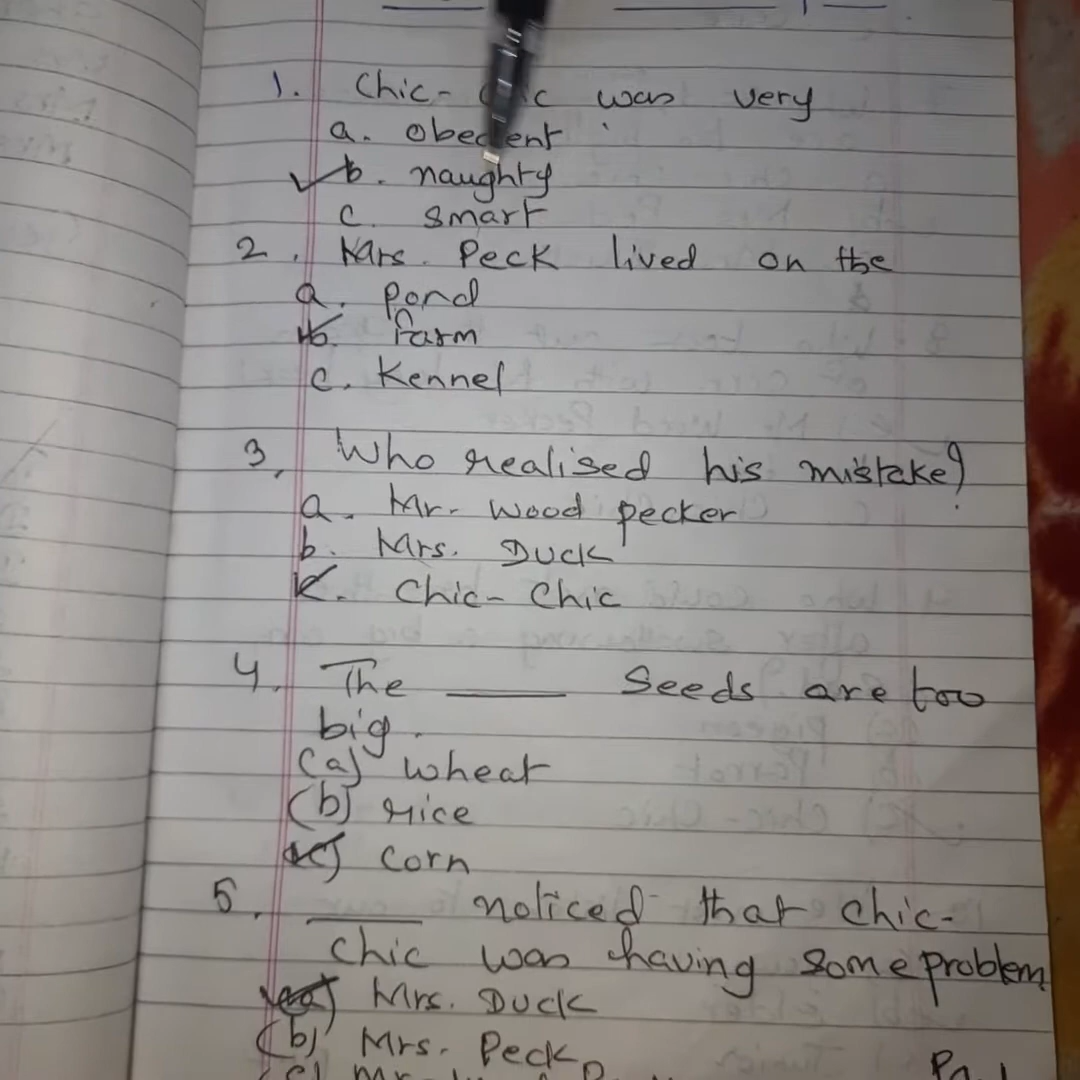 1. Chic-Chic was very
a. obedient
b. naughty
c. smart
2. Mrs. Peck lived on the
a. pond
b. farm
c. Kennel
3. Who realised his mistake?
a. Mr. Wood pecker
b. Mrs. Duck
c. Chic-Chic
4. The ______ Seeds are too
big.
(a) wheat
(b) rice
(c) corn
5. ______ noticed that chic-
chic was having some problem
(a) Mrs. Duck
(b) Mrs. Peck